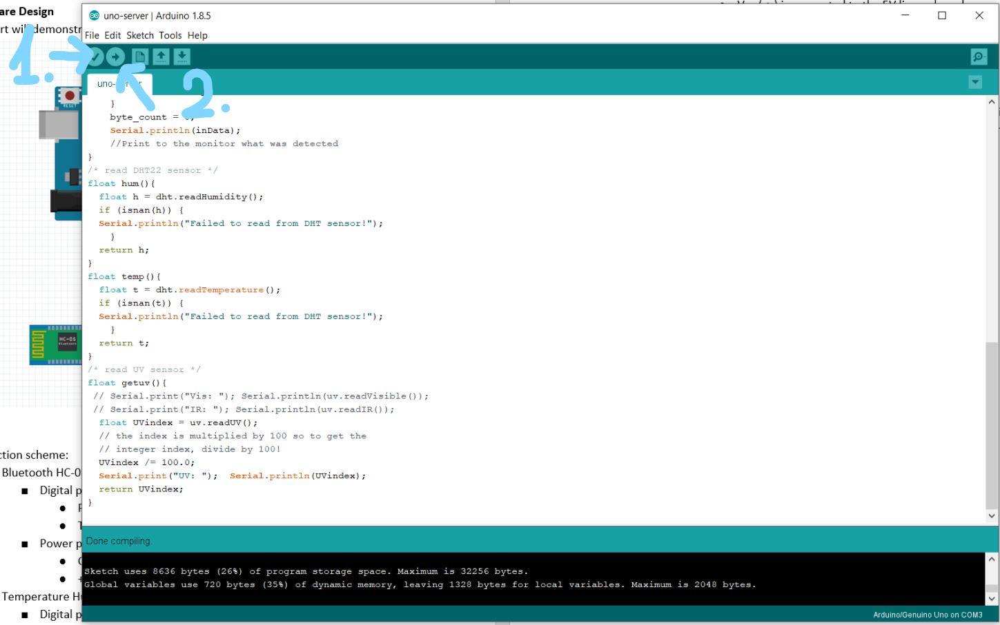 are Design
rt will demonstr
uno-server | Arduino 1.8.5
File Edit Sketch Tools Help
1.
2.
RESET
}
byte_count =
Serial.println(inData);
//Print to the monitor what was detected
}
/* read DHT22 sensor */
float hum(){
float h = dht.readHumidity();
if (isnan(h)) {
Serial.println("Failed to read from DHT sensor!");
}
return h;
}
float temp(){
float t = dht.readTemperature();
if (isnan(t)) {
Serial.println("Failed to read from DHT sensor!");
}
return t;
}
/* read UV sensor */
float getuv(){
// Serial.print("Vis: "); Serial.println(uv.readVisible());
// Serial.print("IR: "); Serial.println(uv.readIR());
float UVindex = uv.readUV();
// the index is multiplied by 100 so to get the
// integer index, divide by 100!
UVindex /= 100.0;
Serial.print("UV: ");  Serial.println(UVindex);
return UVindex;
}
HC-05
Bluetooth
ction scheme:
Bluetooth HC-0
■ Digital p
■ Power p
Temperature H
■ Digital p
Done compiling.
Sketch uses 8636 bytes (26%) of program storage space. Maximum is 32256 bytes.
Global variables use 720 bytes (35%) of dynamic memory, leaving 1328 bytes for local variables. Maximum is 2048 bytes.
Arduino/Genuino Uno on COM3